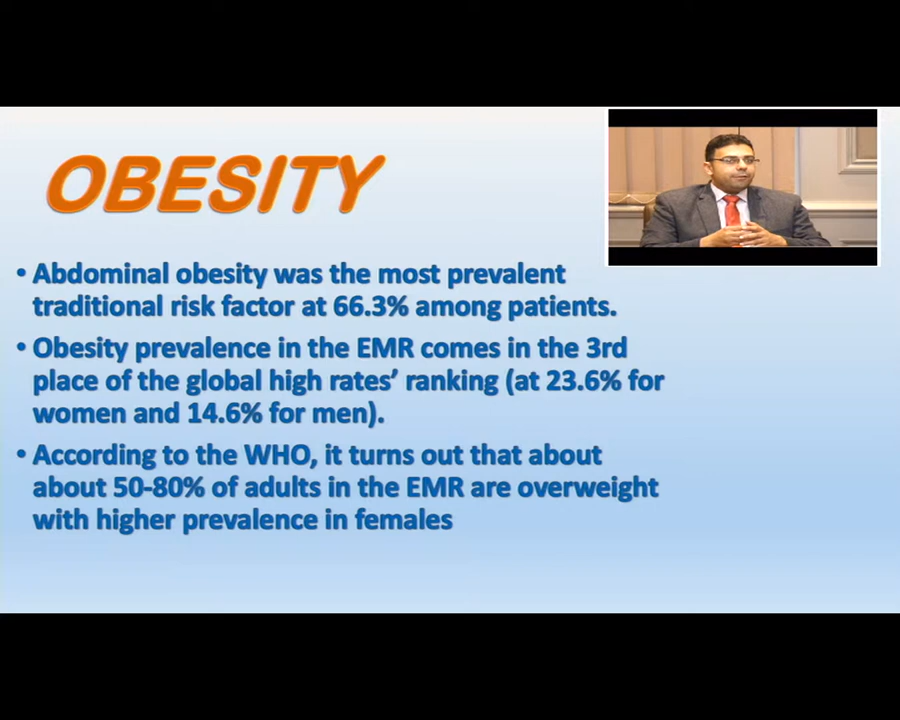 OBESITY
• Abdominal obesity was the most prevalent
traditional risk factor at 66.3% among patients.
• Obesity prevalence in the EMR comes in the 3rd
place of the global high rates’ ranking (at 23.6% for
women and 14.6% for men).
• According to the WHO, it turns out that about
about 50-80% of adults in the EMR are overweight
with higher prevalence in females